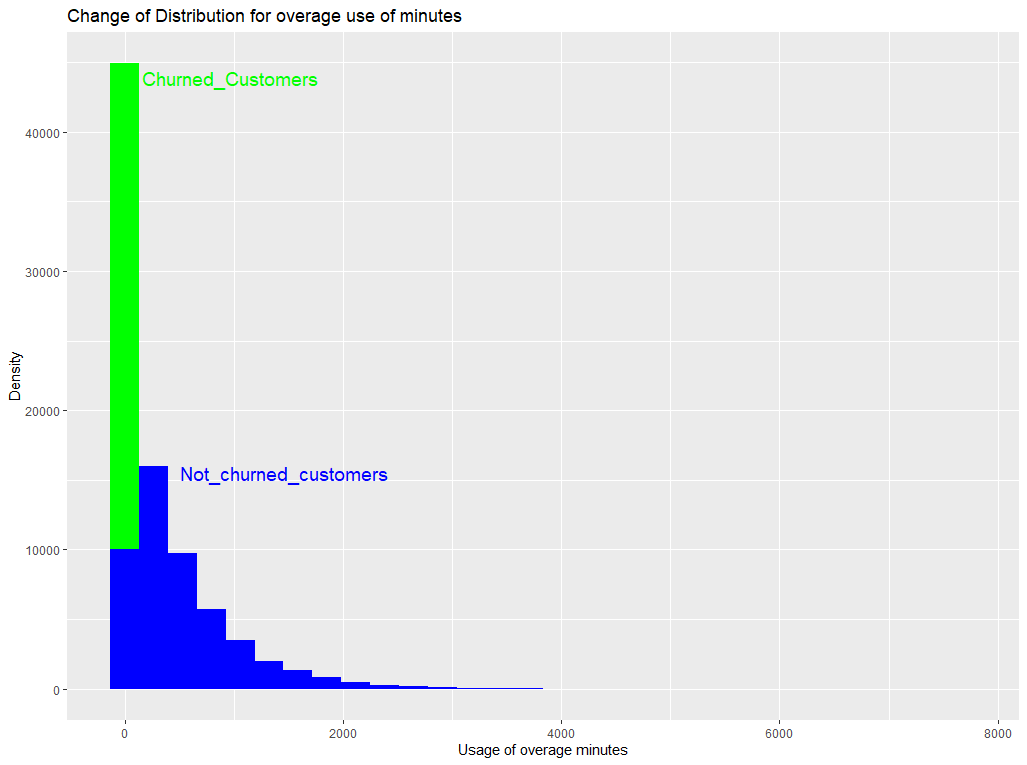 Change of Distribution for overage use of minutes
Churned_Customers
Not_churned_customers
Density
40000
30000
20000
10000
0
0 2000 4000 6000 8000
Usage of overage minutes